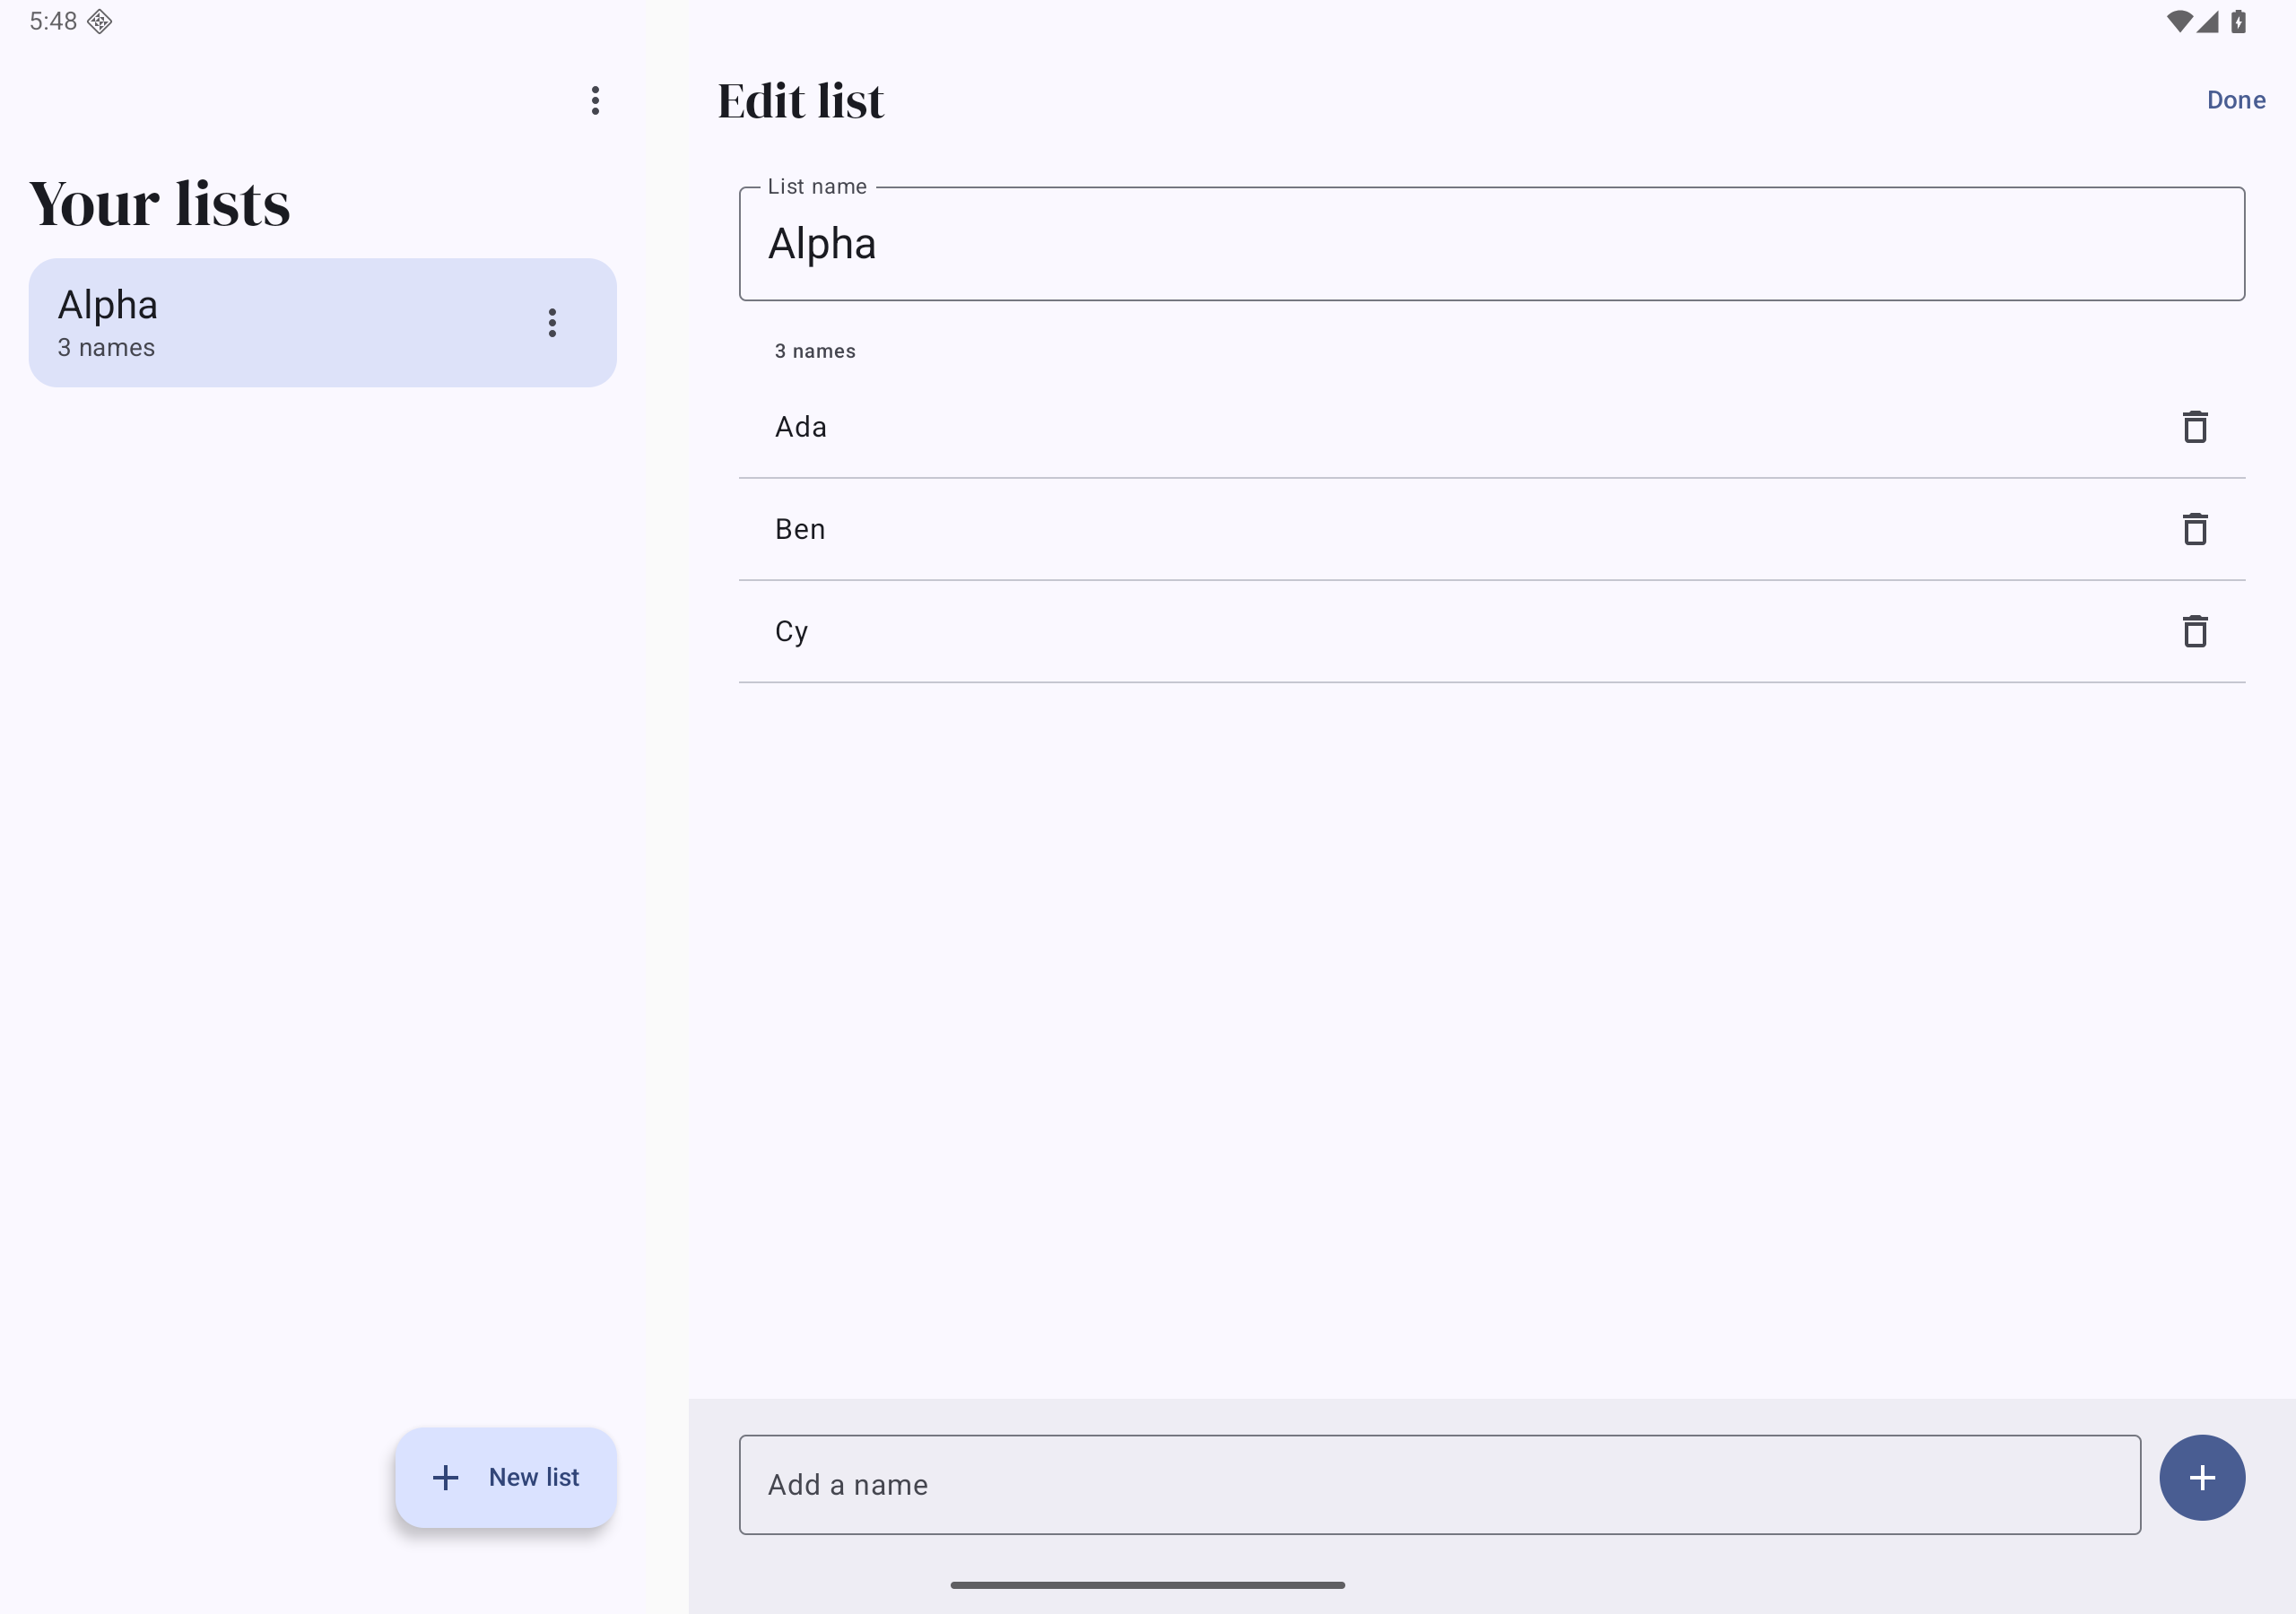 5:48
Your lists
Alpha
3 names
New list
Edit list
Done
List name
Alpha
3 names
Ada
Ben
Cy
Add a name